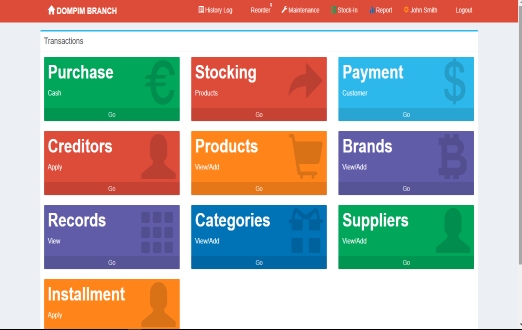 DOMPIM BRANCH History Log Reorder Maintenance Stock-in Report John Smith Logout
Transactions
Purchase Stocking Payment
Cash Products Customer
Go Go Go
Creditors Products Brands
Apply View/Add View/Add
Go Go Go
Records Categories Suppliers
View View/Add View/Add
Go Go Go
Installment
Apply